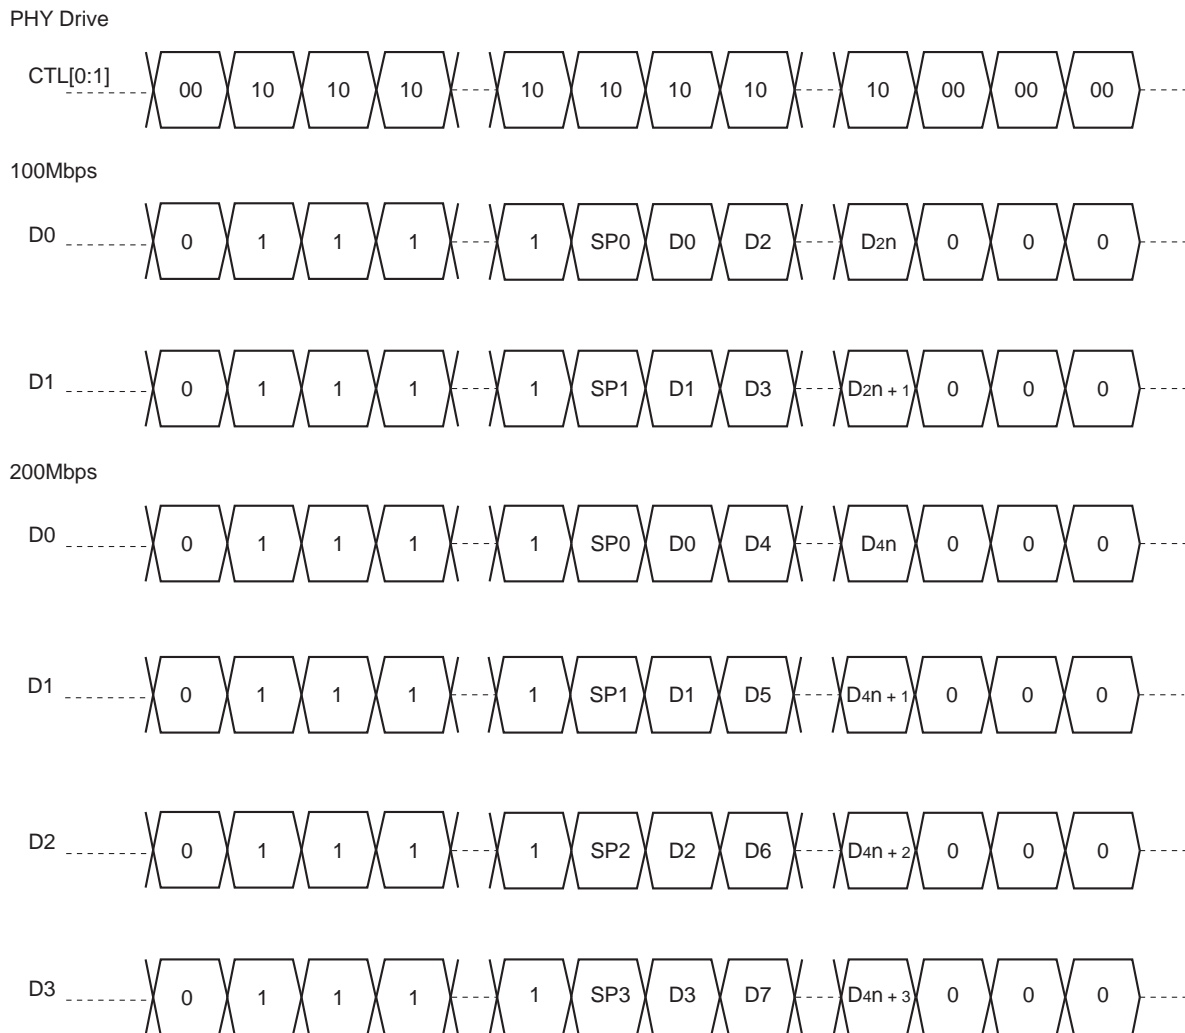 PHY Drive
CTL[0:1] 00 10 10 10 10 10 10 10 10 00 00 00
100Mbps
D0 0 1 1 1 1 SP0 D0 D2 D2n 0 0 0
D1 0 1 1 1 1 SP1 D1 D3 D2n + 1 0 0 0
200Mbps
D0 0 1 1 1 1 SP0 D0 D4 D4n 0 0 0
D1 0 1 1 1 1 SP1 D1 D5 D4n + 1 0 0 0
D2 0 1 1 1 1 SP2 D2 D6 D4n + 2 0 0 0
D3 0 1 1 1 1 SP3 D3 D7 D4n + 3 0 0 0